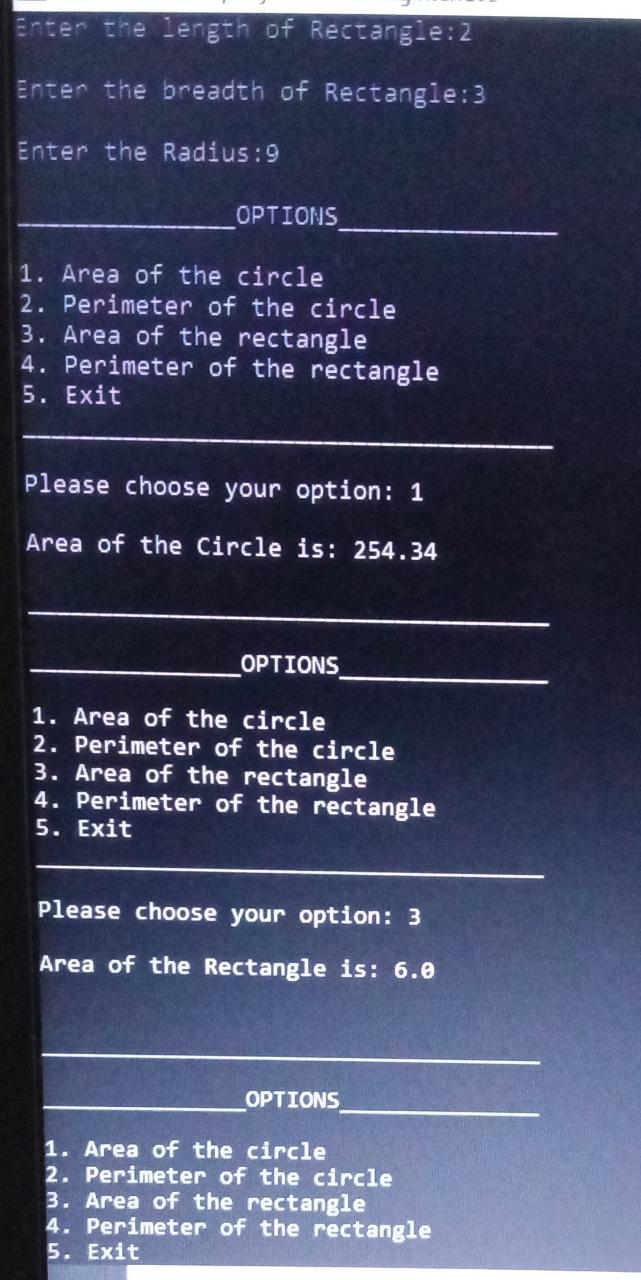 Enter the length of Rectangle:2
Enter the breadth of Rectangle:3
Enter the Radius:9
_______________OPTIONS_______________
1. Area of the circle
2. Perimeter of the circle
3. Area of the rectangle
4. Perimeter of the rectangle
5. Exit
Please choose your option: 1
Area of the Circle is: 254.34
_______________OPTIONS_______________
1. Area of the circle
2. Perimeter of the circle
3. Area of the rectangle
4. Perimeter of the rectangle
5. Exit
Please choose your option: 3
Area of the Rectangle is: 6.0
_______________OPTIONS_______________
1. Area of the circle
2. Perimeter of the circle
3. Area of the rectangle
4. Perimeter of the rectangle
5. Exit